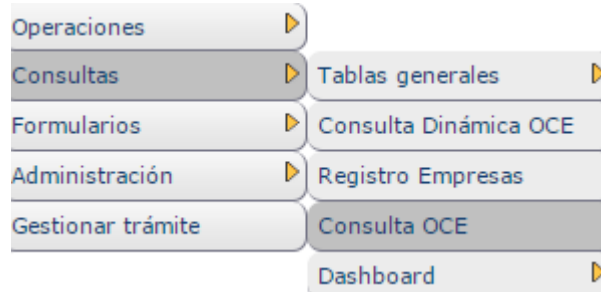 Operaciones
Consultas
Formularios
Administración
Gestionar trámite
Tablas generales
Consulta Dinámica OCE
Registro Empresas
Consulta OCE
Dashboard